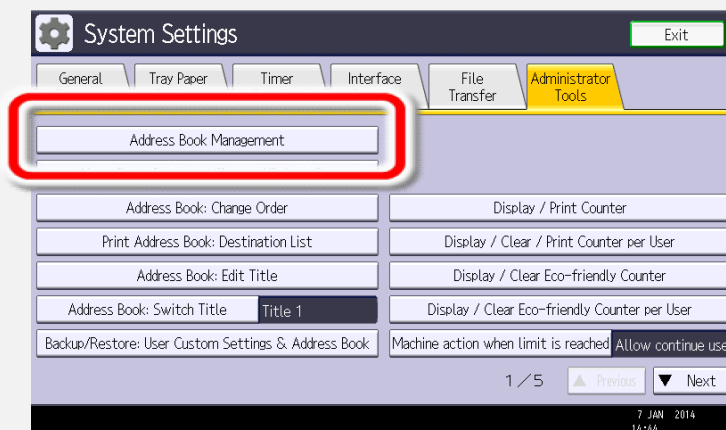 System Settings
Exit
General
Tray Paper
Timer
Interface
File
Transfer
Administrator
Tools
Address Book Management
Address Book: Change Order
Display / Print Counter
Print Address Book: Destination List
Display / Clear / Print Counter per User
Address Book: Edit Title
Display / Clear Eco-friendly Counter
Address Book: Switch Title
Title 1
Display / Clear Eco-friendly Counter per User
Backup/Restore: User Custom Settings & Address Book
Machine action when limit is reached
Allow continue use
1/5
▲ Previous
▼ Next
7 JAN 2014
14:44